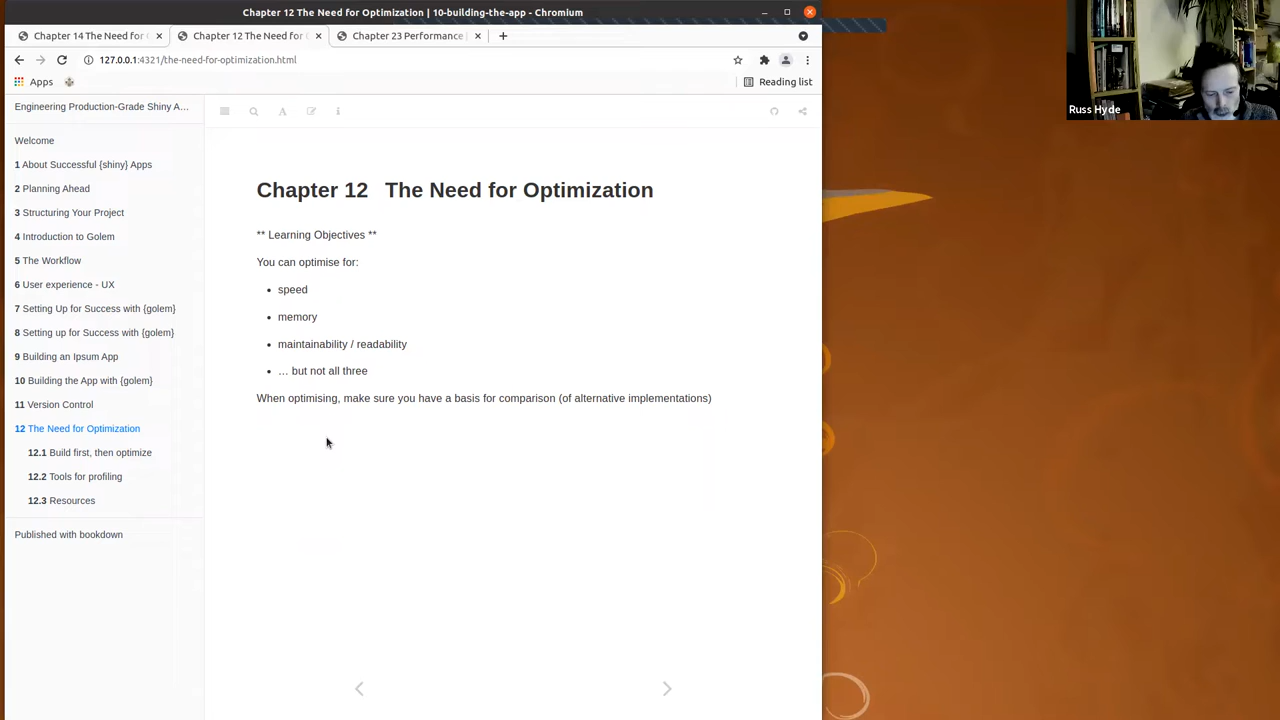 Chapter 12 The Need for Optimization | 10-building-the-app - Chromium
Chapter 14 The Need for
Chapter 12 The Need for
Chapter 23 Performance
127.0.0.1:4321/the-need-for-optimization.html
Apps
Reading list
Engineering Production-Grade Shiny A…
Welcome
1 About Successful {shiny} Apps
2 Planning Ahead
3 Structuring Your Project
4 Introduction to Golem
5 The Workflow
6 User experience - UX
7 Setting Up for Success with {golem}
8 Setting up for Success with {golem}
9 Building an Ipsum App
10 Building the App with {golem}
11 Version Control
12 The Need for Optimization
12.1 Build first, then optimize
12.2 Tools for profiling
12.3 Resources
Published with bookdown
Chapter 12 The Need for Optimization
** Learning Objectives **
You can optimise for:
• speed
• memory
• maintainability / readability
• … but not all three
When optimising, make sure you have a basis for comparison (of alternative implementations)
Russ Hyde